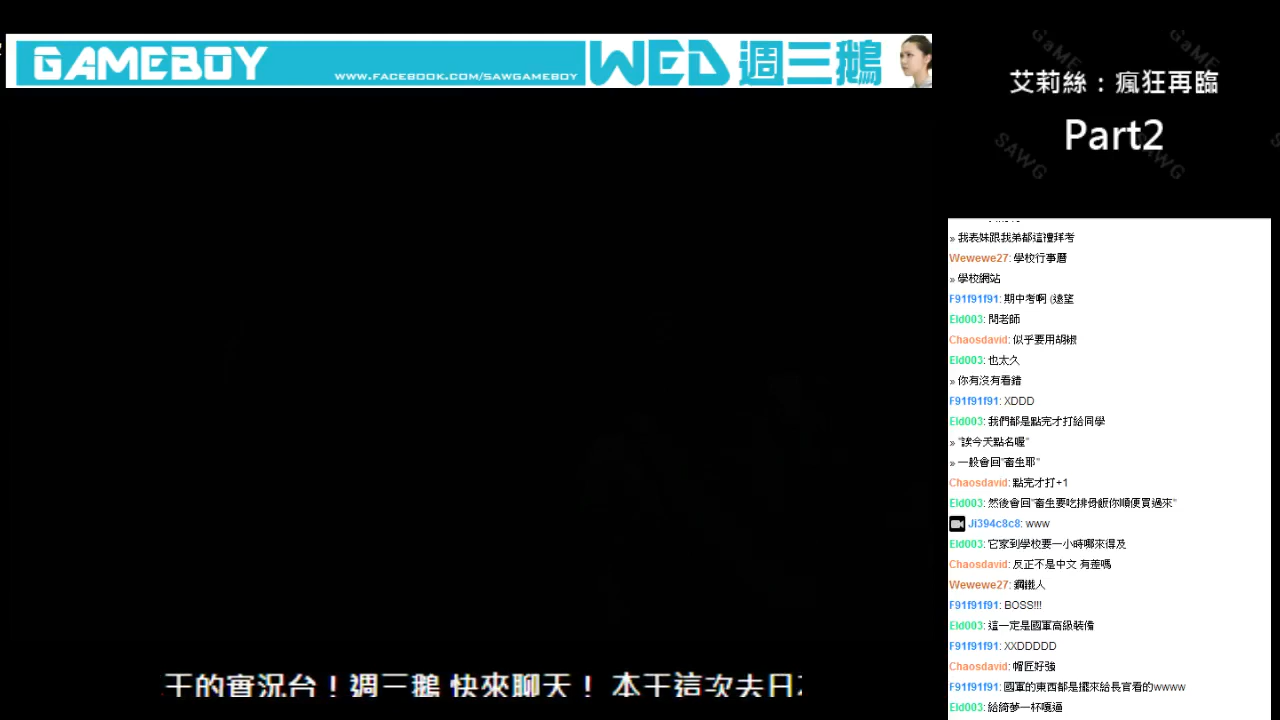 GAMEBOY
WWW.FACEBOOK.COM/SAWGAMEBOY
WED 週三鵝
艾莉絲：瘋狂再臨
Part2
» 我表妹跟我弟都這禮拜考
Wewewe27: 學校行事曆
» 學校網站
F91f91f91: 期中考啊 (遠望
Eld003: 問老師
Chaosdavid: 似乎要用胡椒
Eld003: 也太久
» 你有沒有看錯
F91f91f91: XDDD
Eld003: 我們都是點完才打給同學
» "誒今天點名喔"
» 一般會回"畜生耶"
Chaosdavid: 點完才打+1
Eld003: 然後會回"畜生要吃排骨飯你順便買過來"
Ji394c8c8: www
Eld003: 它家到學校要一小時哪來得及
Chaosdavid: 反正不是中文 有差嗎
Wewewe27: 鋼鐵人
F91f91f91: BOSS!!!
Eld003: 這一定是國軍高級裝備
F91f91f91: XXDDDDD
Chaosdavid: 帽匠好強
F91f91f91: 國軍的東西都是擺來給長官看的wwww
Eld003: 給綺夢一杯嘎逼
王的實況台！週三鵝 快來聊天！ 本王這次去日